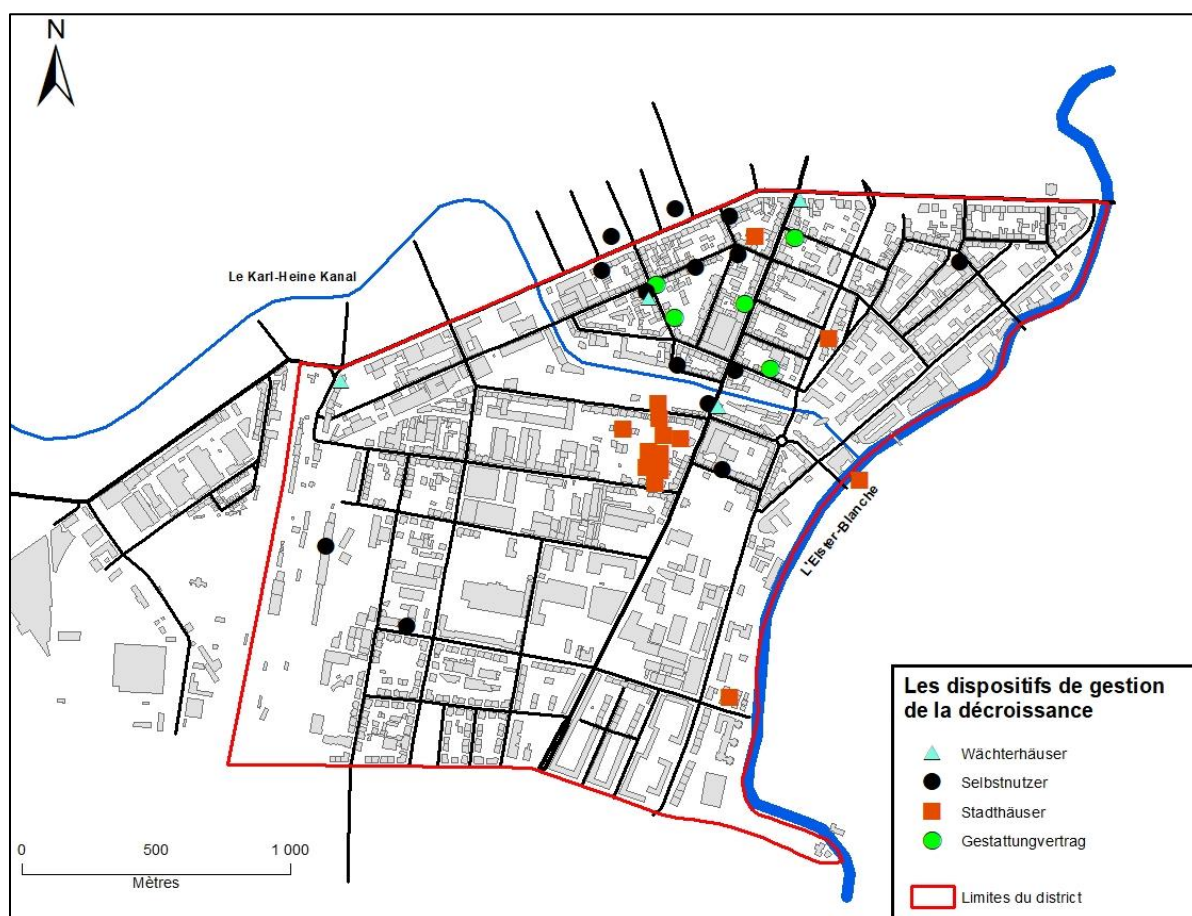 N
Le Karl-Heine Kanal
L'Elster-Blanche
Les dispositifs de gestion
de la décroissance
Wächterhäuser
Selbstnutzer
Stadthäuser
Gestattungvertrag
Limites du district
0 500 1 000
Mètres